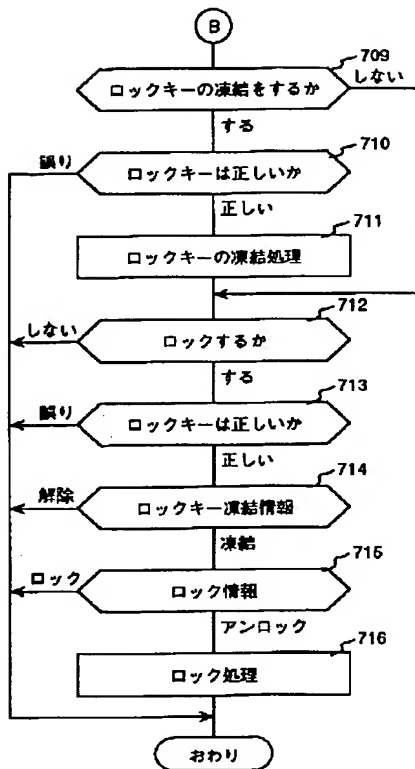 B
709
ロックキーの凍結をするか
しない
する
710
誤り
ロックキーは正しいか
正しい
711
ロックキーの凍結処理
712
しない
ロックするか
する
713
誤り
ロックキーは正しいか
正しい
714
解除
ロックキー凍結情報
凍結
715
ロック
ロック情報
アンロック
716
ロック処理
おわり